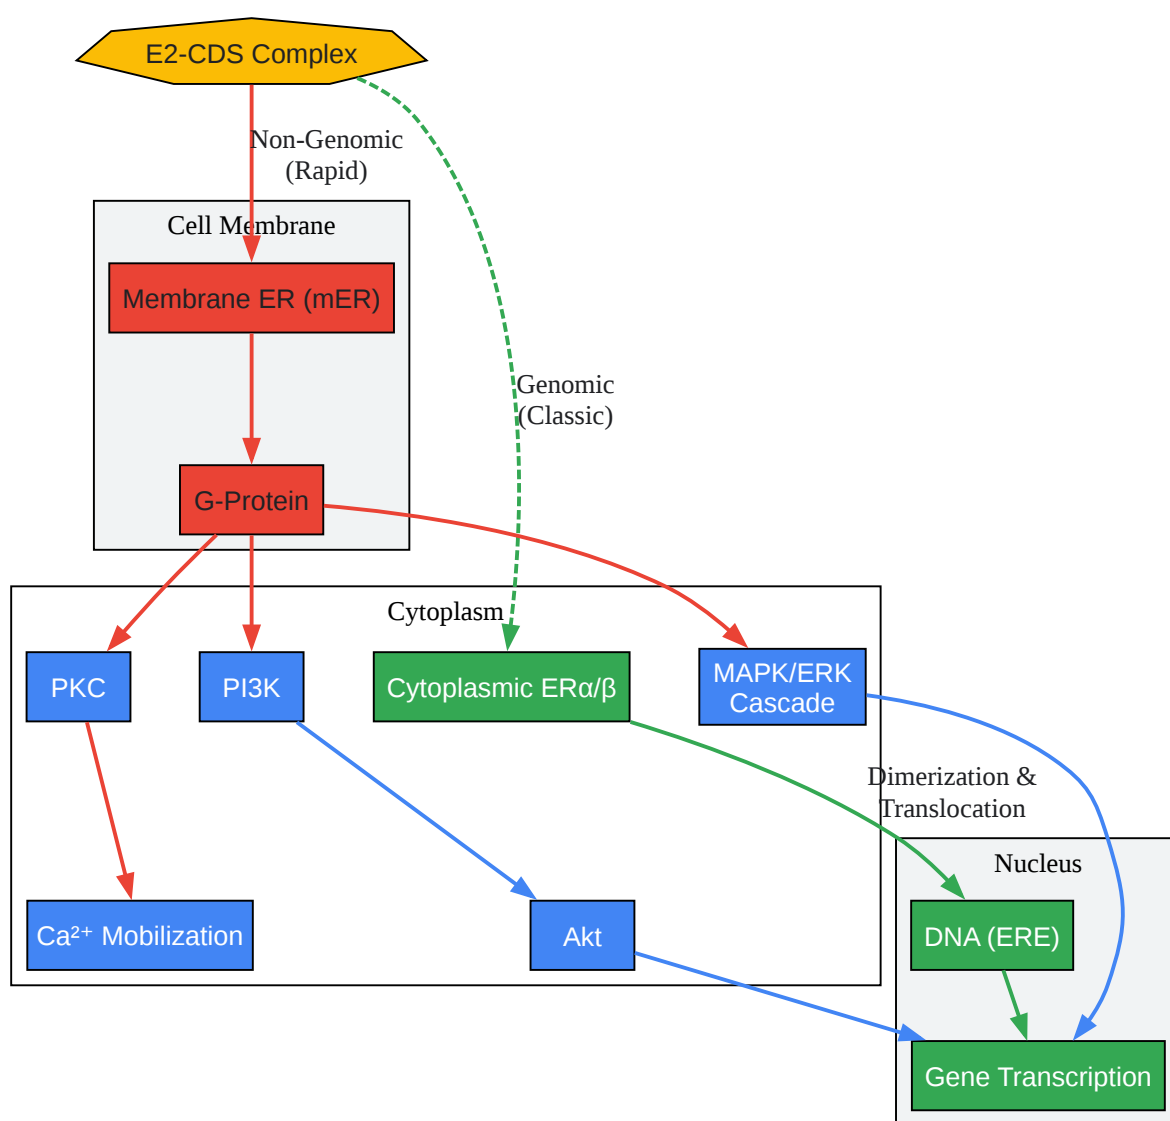 E2-CDS Complex
Non-Genomic
(Rapid)
Cell Membrane
Membrane ER (mER)
Genomic
(Classic)
G-Protein
Cytoplasm
PKC
PI3K
Cytoplasmic ERα/β
MAPK/ERK
Cascade
Dimerization &
Translocation
Nucleus
Ca²⁺ Mobilization
Akt
DNA (ERE)
Gene Transcription